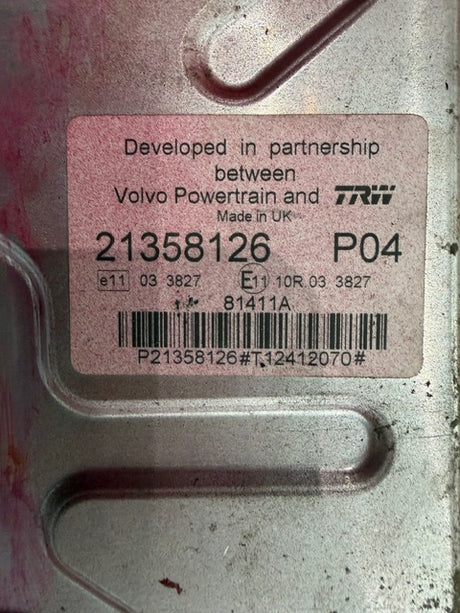 Developed in partnership
between
Volvo Powertrain and TRW
Made in UK
21358126 P04
e11 03 3827 E11 10R 03 3827
81411A
P21358126#T12412070#